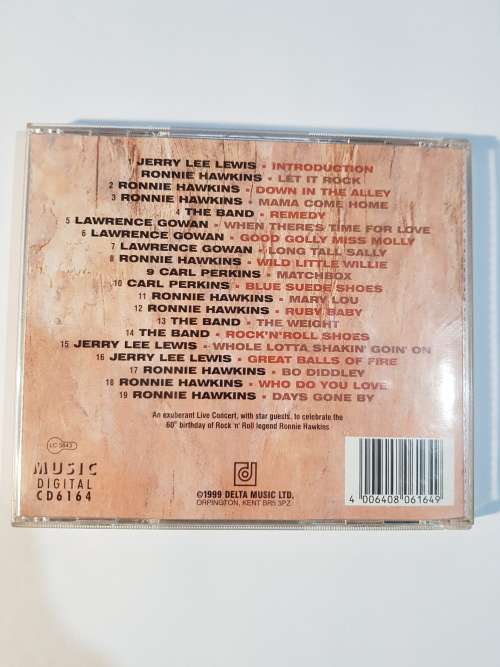 1 JERRY LEE LEWIS • INTRODUCTION
RONNIE HAWKINS • LET IT ROCK
2 RONNIE HAWKINS • DOWN IN THE ALLEY
3 RONNIE HAWKINS • MAMA COME HOME
4 THE BAND • REMEDY
5 LAWRENCE GOWAN • WHEN THERE'S TIME FOR LOVE
6 LAWRENCE GOWAN • GOOD GOLLY MISS MOLLY
7 LAWRENCE GOWAN • LONG TALL SALLY
8 RONNIE HAWKINS • WILD LITTLE WILLIE
9 CARL PERKINS • MATCHBOX
10 CARL PERKINS • BLUE SUEDE SHOES
11 RONNIE HAWKINS • MARY LOU
12 RONNIE HAWKINS • RUBY BABY
13 THE BAND • THE WEIGHT
14 THE BAND • ROCK'N'ROLL SHOES
15 JERRY LEE LEWIS • WHOLE LOTTA SHAKIN' GOIN' ON
16 JERRY LEE LEWIS • GREAT BALLS OF FIRE
17 RONNIE HAWKINS • BO DIDDLEY
18 RONNIE HAWKINS • WHO DO YOU LOVE
19 RONNIE HAWKINS • DAYS GONE BY
An exuberant Live Concert, with star guests, to celebrate the
60th birthday of Rock 'n' Roll legend Ronnie Hawkins
LC 5843
MUSIC
DIGITAL
CD6164
©1999 DELTA MUSIC LTD.
ORPINGTON, KENT BR5 3PZ
4 006408 061649